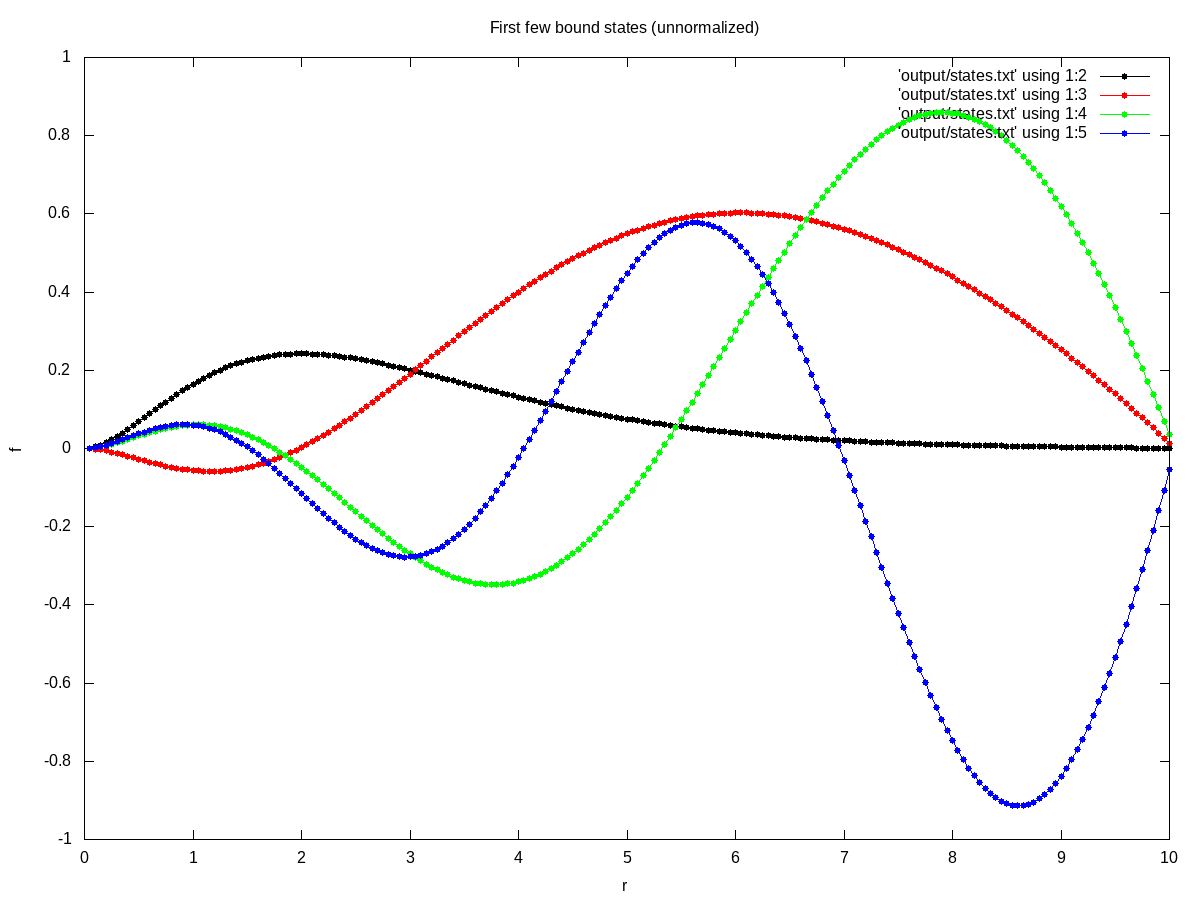 First few bound states (unnormalized)
'output/states.txt' using 1:2
'output/states.txt' using 1:3
'output/states.txt' using 1:4
'output/states.txt' using 1:5
1
0.8
0.6
0.4
0.2
0
-0.2
-0.4
-0.6
-0.8
-1
f
0 1 2 3 4 5 6 7 8 9 10
r